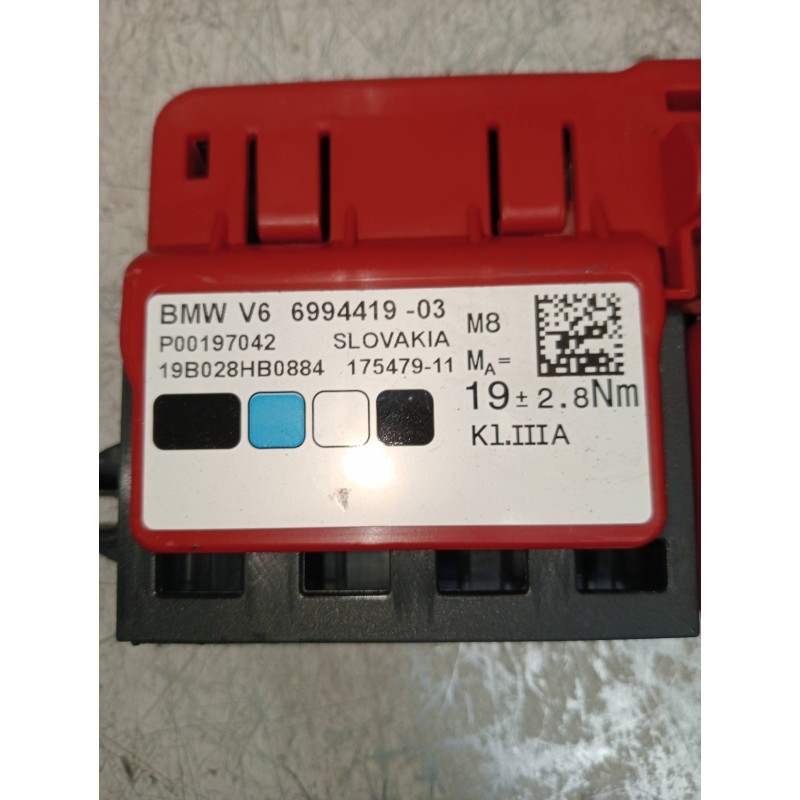 BMW V6 6994419 -03
P00197042 SLOVAKIA
19B028HB0884 175479-11
M8
MA=
19 ± 2.8Nm
Kl.IIIA